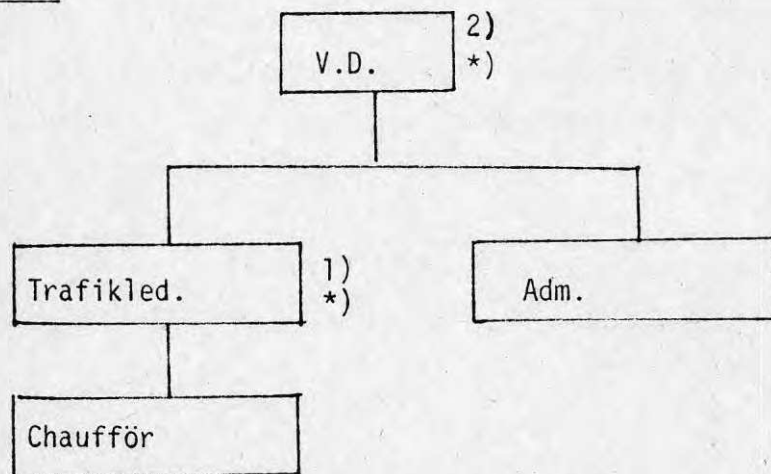 2)
V.D. *)
Trafikled. 1)
*)
Adm.
Chaufför